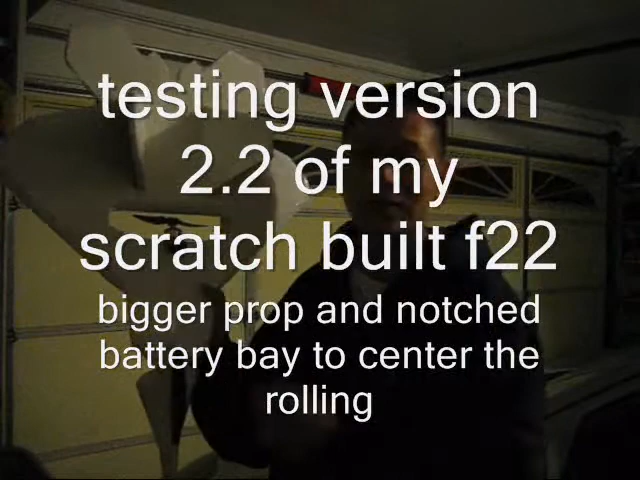 testing version
2.2 of my
scratch built f22
bigger prop and notched
battery bay to center the
rolling